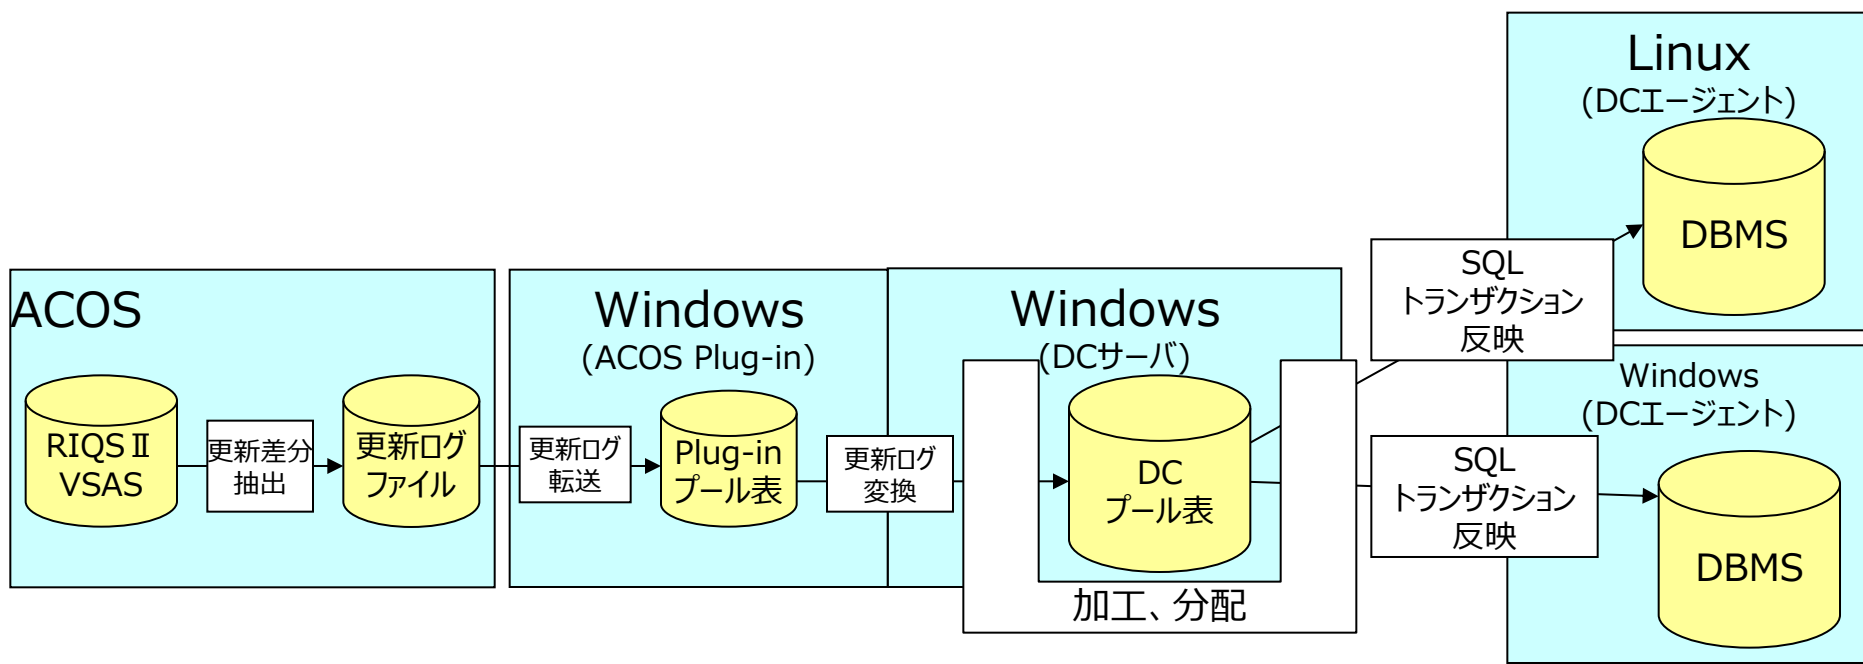 ACOS
RIQSⅡ
VSAS
更新差分
抽出
更新ログ
ファイル
更新ログ
転送
Windows
(ACOS Plug-in)
Plug-in
プール表
更新ログ
変換
Windows
(DCサーバ)
DC
プール表
加工、分配
SQL
トランザクション
反映
Linux
(DCエージェント)
DBMS
SQL
トランザクション
反映
Windows
(DCエージェント)
DBMS